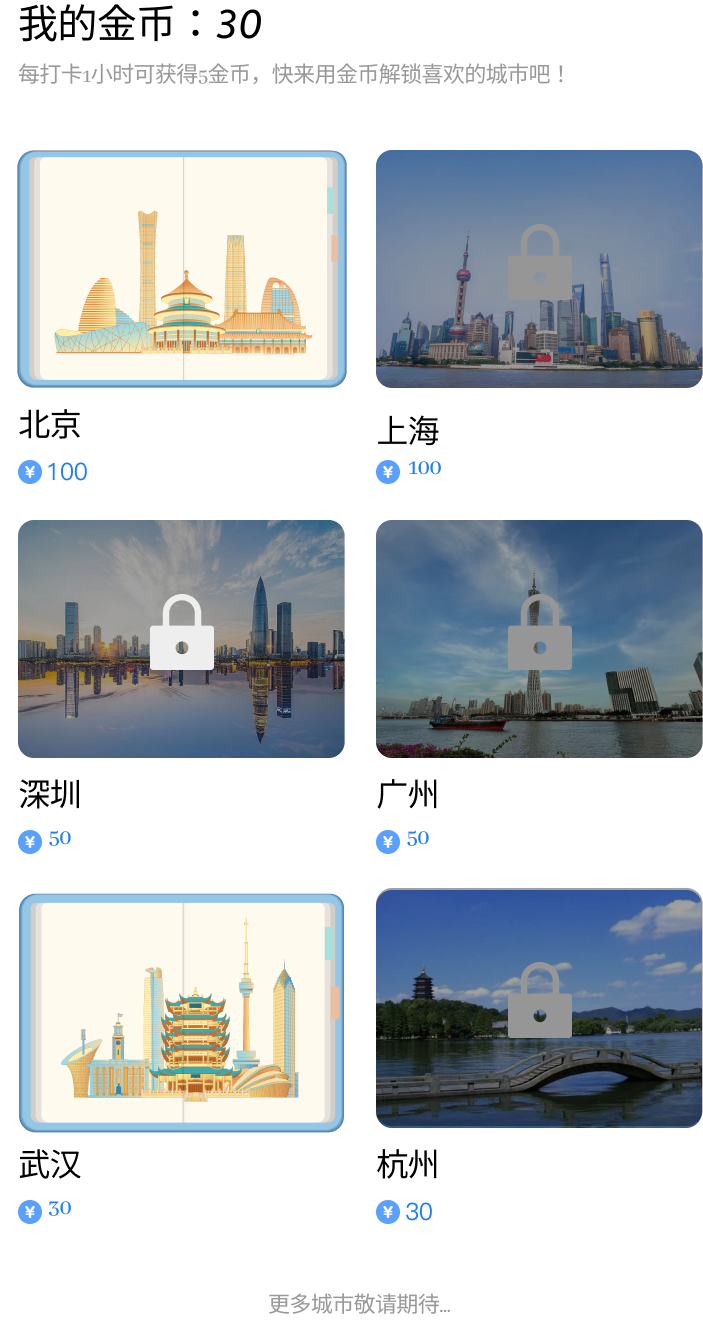 我的金币：30
每打卡1小时可获得5金币，快来用金币解锁喜欢的城市吧！
北京
上海
¥ 100
¥ 100
深圳
广州
¥ 50
¥ 50
武汉
杭州
¥ 30
¥ 30
更多城市敬请期待...